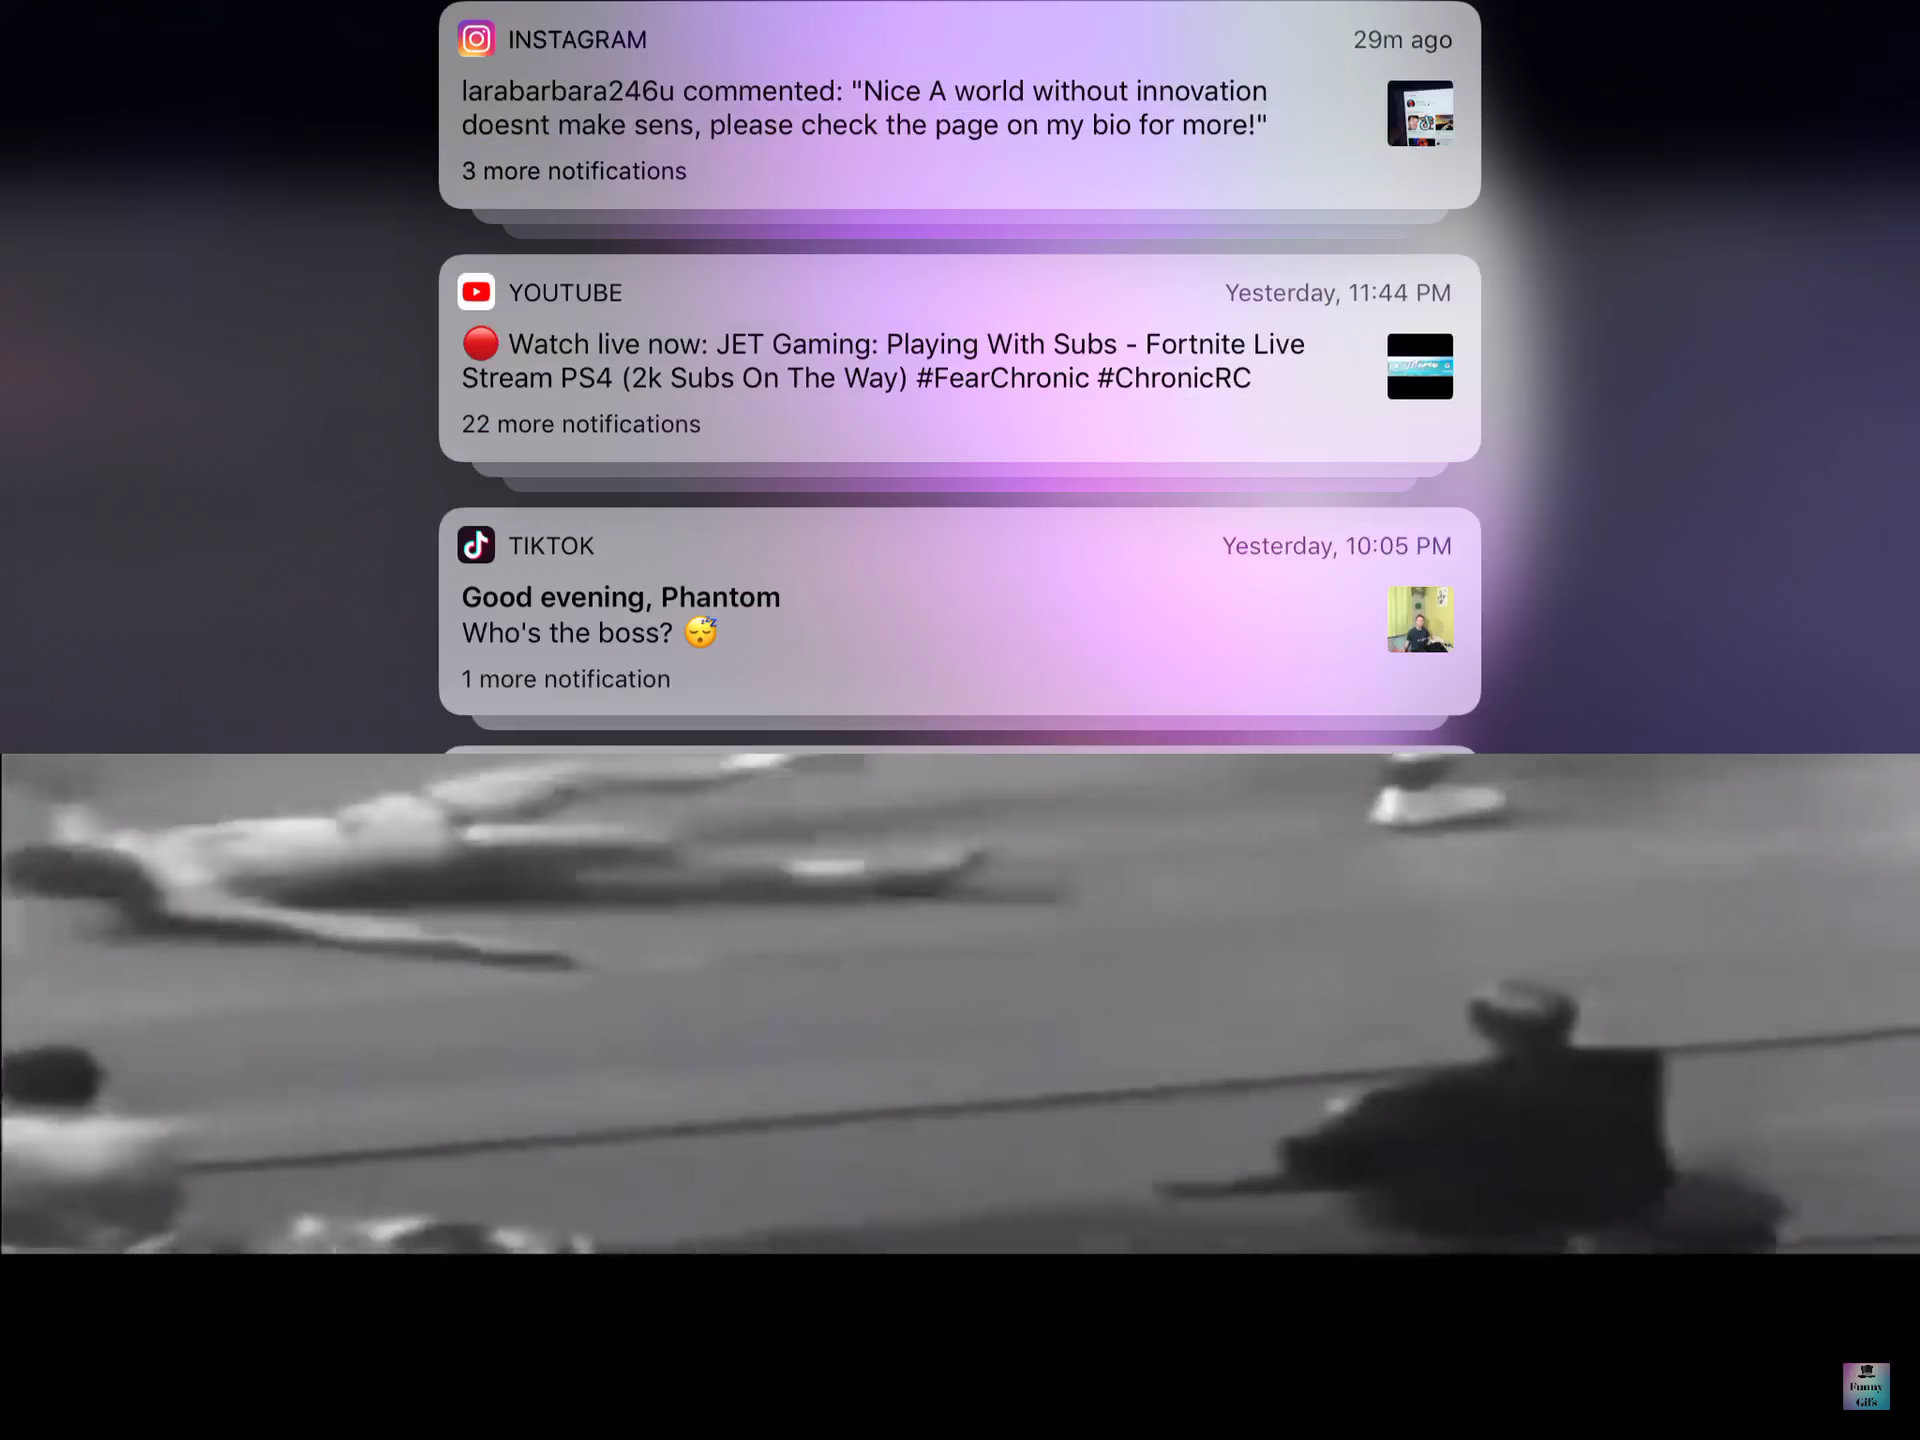 INSTAGRAM 29m ago
larabarbara246u commented: "Nice A world without innovation
doesnt make sens, please check the page on my bio for more!"
3 more notifications
YOUTUBE Yesterday, 11:44 PM
🔴 Watch live now: JET Gaming: Playing With Subs - Fortnite Live
Stream PS4 (2k Subs On The Way) #FearChronic #ChronicRC
22 more notifications
TIKTOK Yesterday, 10:05 PM
Good evening, Phantom
Who's the boss? 😴
1 more notification
Funny
Gifs